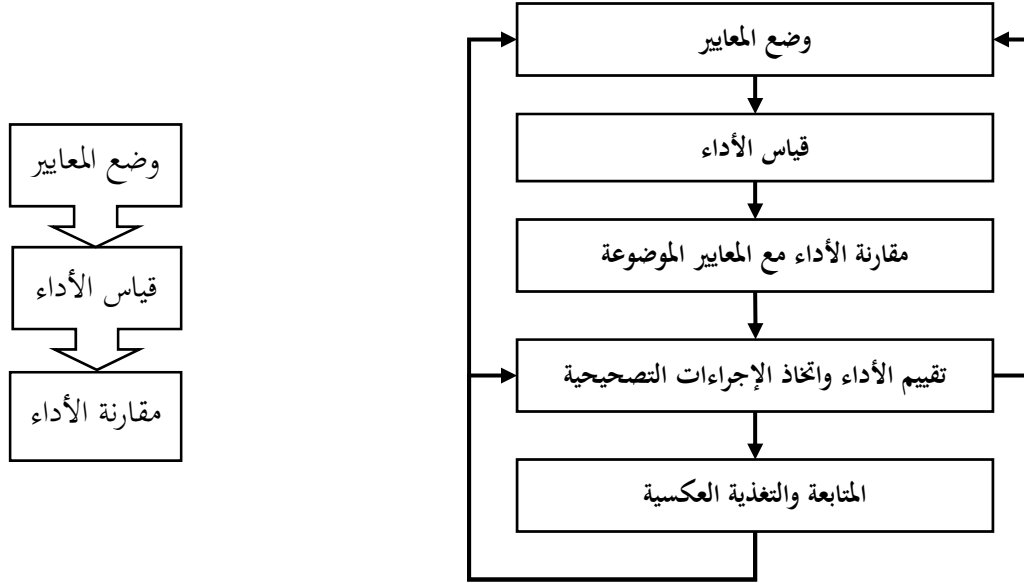 وضع المعايير
قياس الأداء
مقارنة الأداء مع المعايير الموضوعة
تقييم الأداء واتخاذ الإجراءات التصحيحية
المتابعة والتغذية العكسية
وضع المعايير
قياس الأداء
مقارنة الأداء